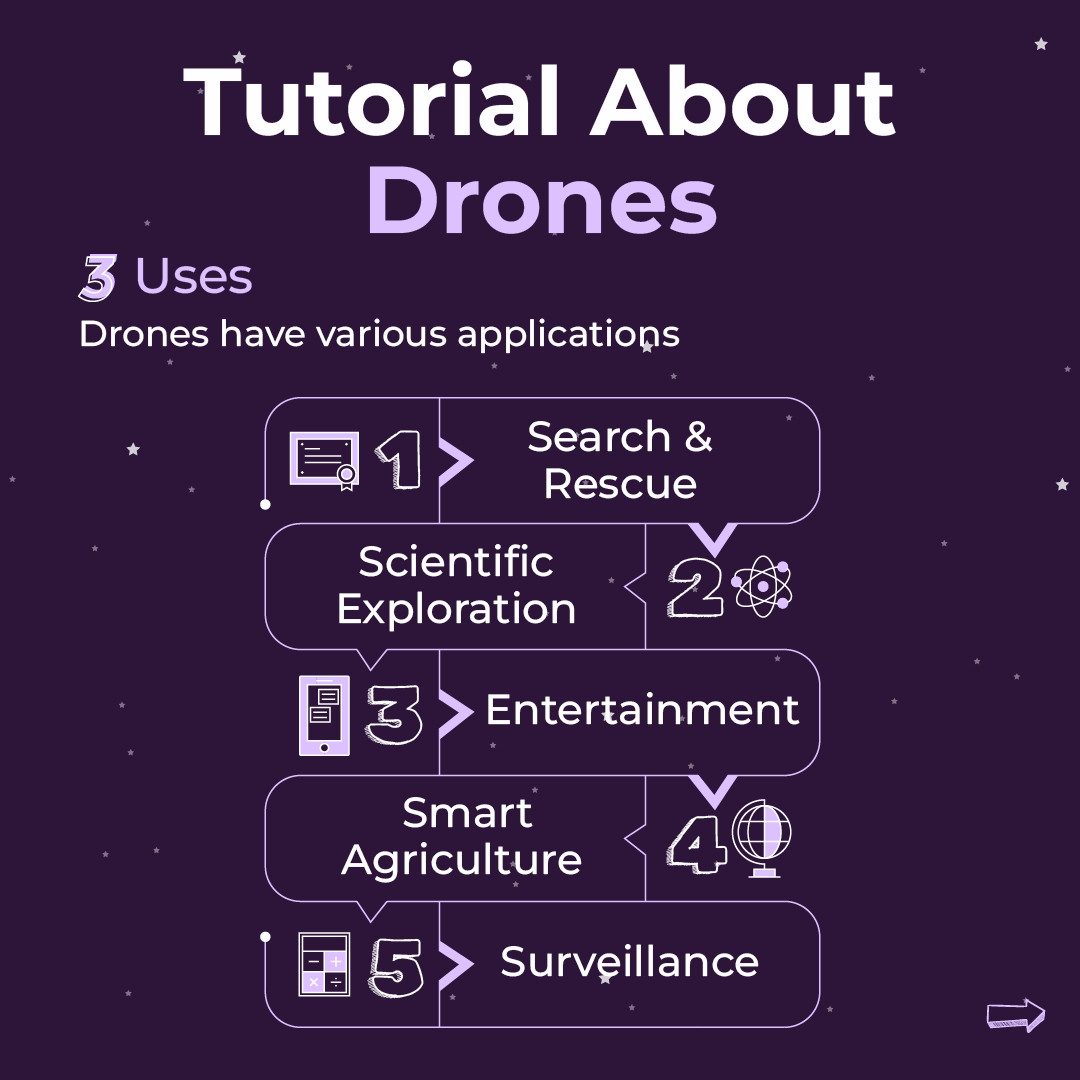 Tutorial About
Drones
3 Uses
Drones have various applications
1
Search &
Rescue
Scientific
Exploration
2
3
Entertainment
Smart
Agriculture
4
5
Surveillance